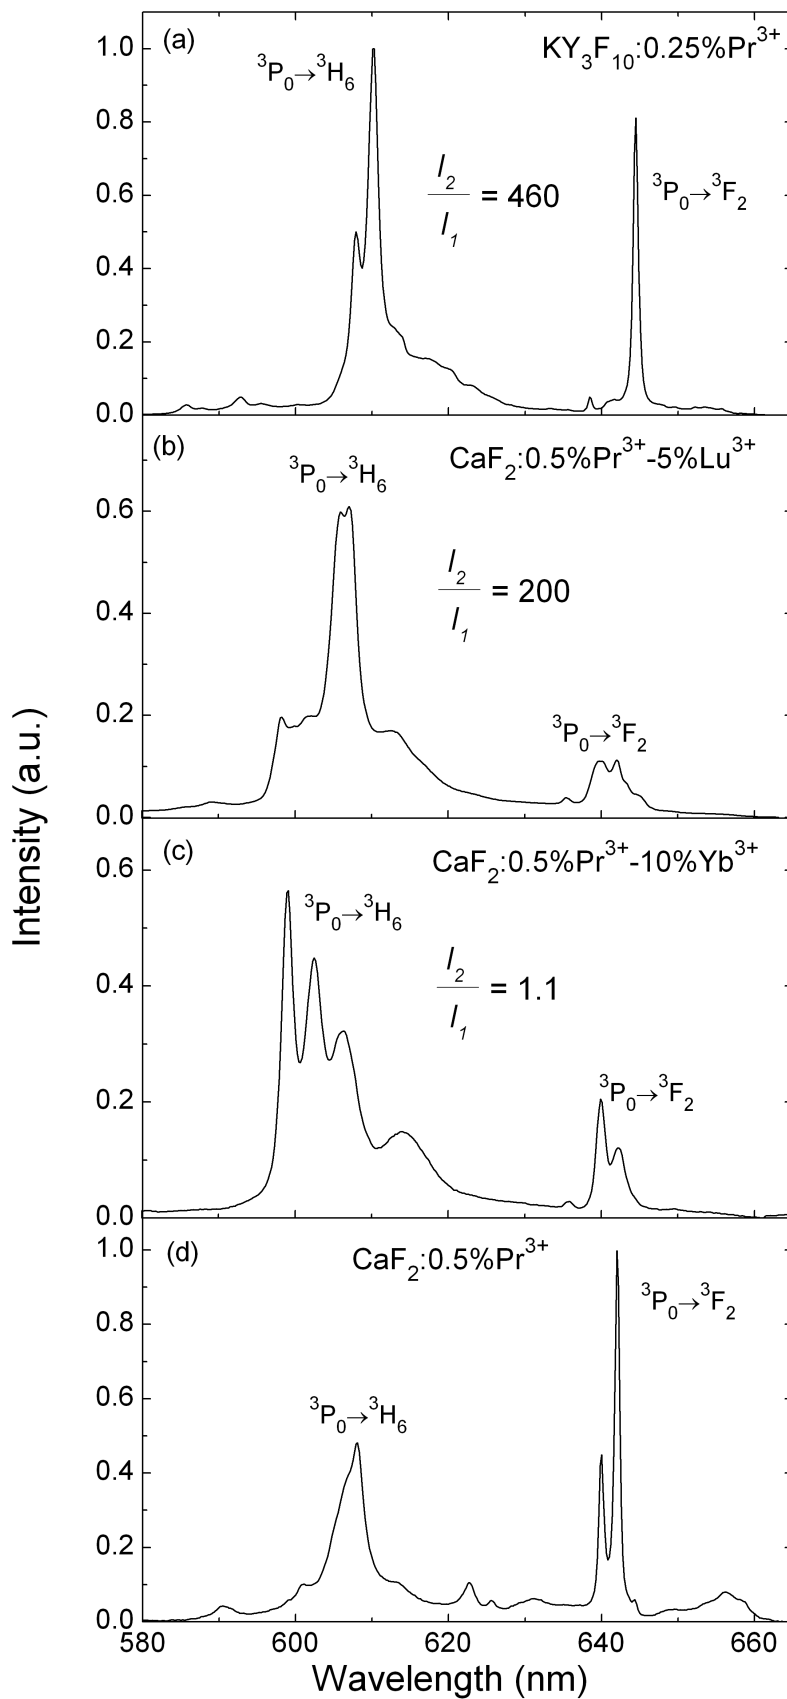 (a)
KY₃F₁₀:0.25%Pr³⁺
³P₀→³H₆
I₂/I₁ = 460
³P₀→³F₂
1.0
0.8
0.6
0.4
0.2
0.0
(b)
CaF₂:0.5%Pr³⁺-5%Lu³⁺
³P₀→³H₆
I₂/I₁ = 200
³P₀→³F₂
0.6
0.4
0.2
0.0
(c)
CaF₂:0.5%Pr³⁺-10%Yb³⁺
³P₀→³H₆
I₂/I₁ = 1.1
³P₀→³F₂
0.6
0.4
0.2
0.0
(d)
CaF₂:0.5%Pr³⁺
³P₀→³F₂
³P₀→³H₆
1.0
0.8
0.6
0.4
0.2
0.0
580 600 620 640 660
Wavelength (nm)
Intensity (a.u.)